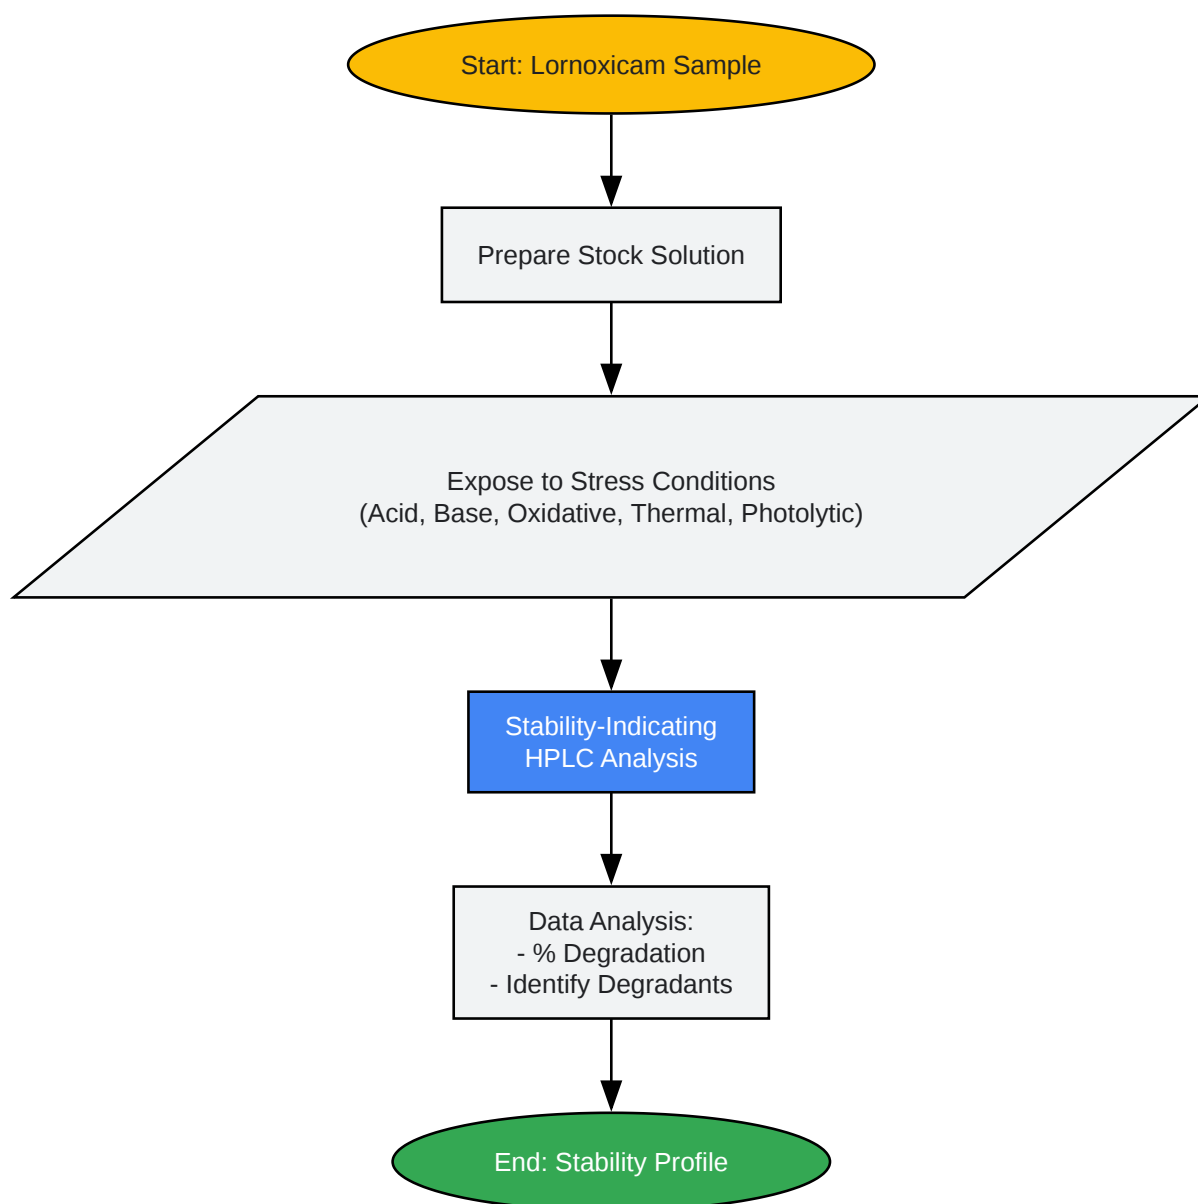 Start: Lornoxicam Sample
Prepare Stock Solution
Expose to Stress Conditions
(Acid, Base, Oxidative, Thermal, Photolytic)
Stability-Indicating
HPLC Analysis
Data Analysis:
- % Degradation
- Identify Degradants
End: Stability Profile